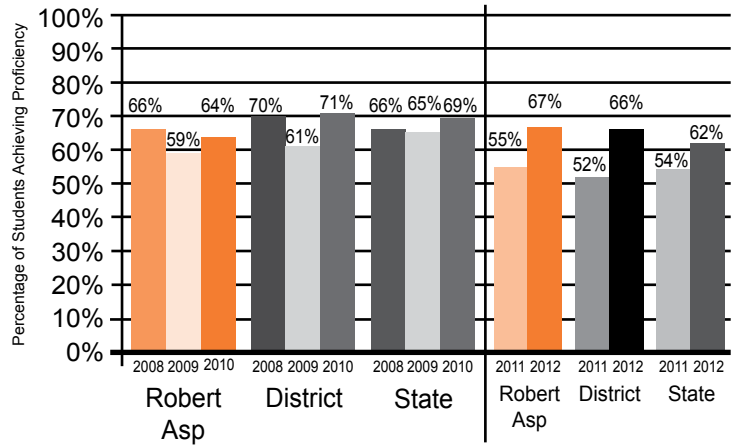 Percentage of Students Achieving Proficiency
100%
90%
80%
70%
60%
50%
40%
30%
20%
10%
0%
66% 59% 64% 70% 61% 71% 66% 65% 69% 55% 67% 52% 66% 54% 62%
2008 2009 2010 2008 2009 2010 2008 2009 2010 2011 2012 2011 2012 2011 2012
Robert Asp
District
State
Robert Asp
District
State